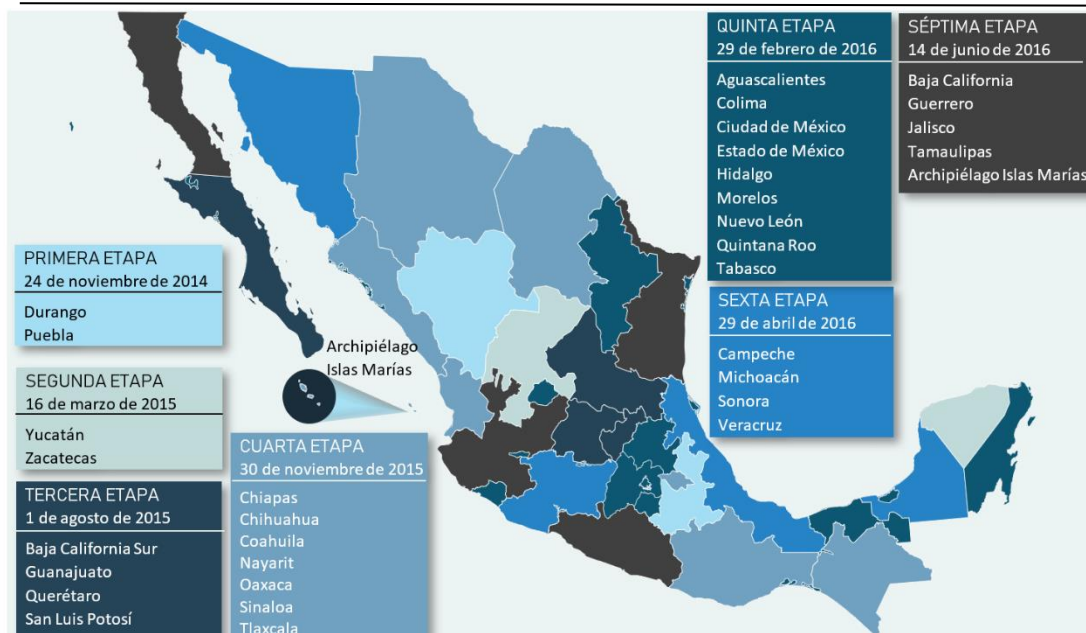 PRIMERA ETAPA
24 de noviembre de 2014
Durango
Puebla
SEGUNDA ETAPA
16 de marzo de 2015
Yucatán
Zacatecas
TERCERA ETAPA
1 de agosto de 2015
Baja California Sur
Guanajuato
Querétaro
San Luis Potosí
Archipiélago
Islas Marías
CUARTA ETAPA
30 de noviembre de 2015
Chiapas
Chihuahua
Coahuila
Nayarit
Oaxaca
Sinaloa
Tlaxcala
QUINTA ETAPA
29 de febrero de 2016
Aguascalientes
Colima
Ciudad de México
Estado de México
Hidalgo
Morelos
Nuevo León
Quintana Roo
Tabasco
SEXTA ETAPA
29 de abril de 2016
Campeche
Michoacán
Sonora
Veracruz
SÉPTIMA ETAPA
14 de junio de 2016
Baja California
Guerrero
Jalisco
Tamaulipas
Archipiélago Islas Marías